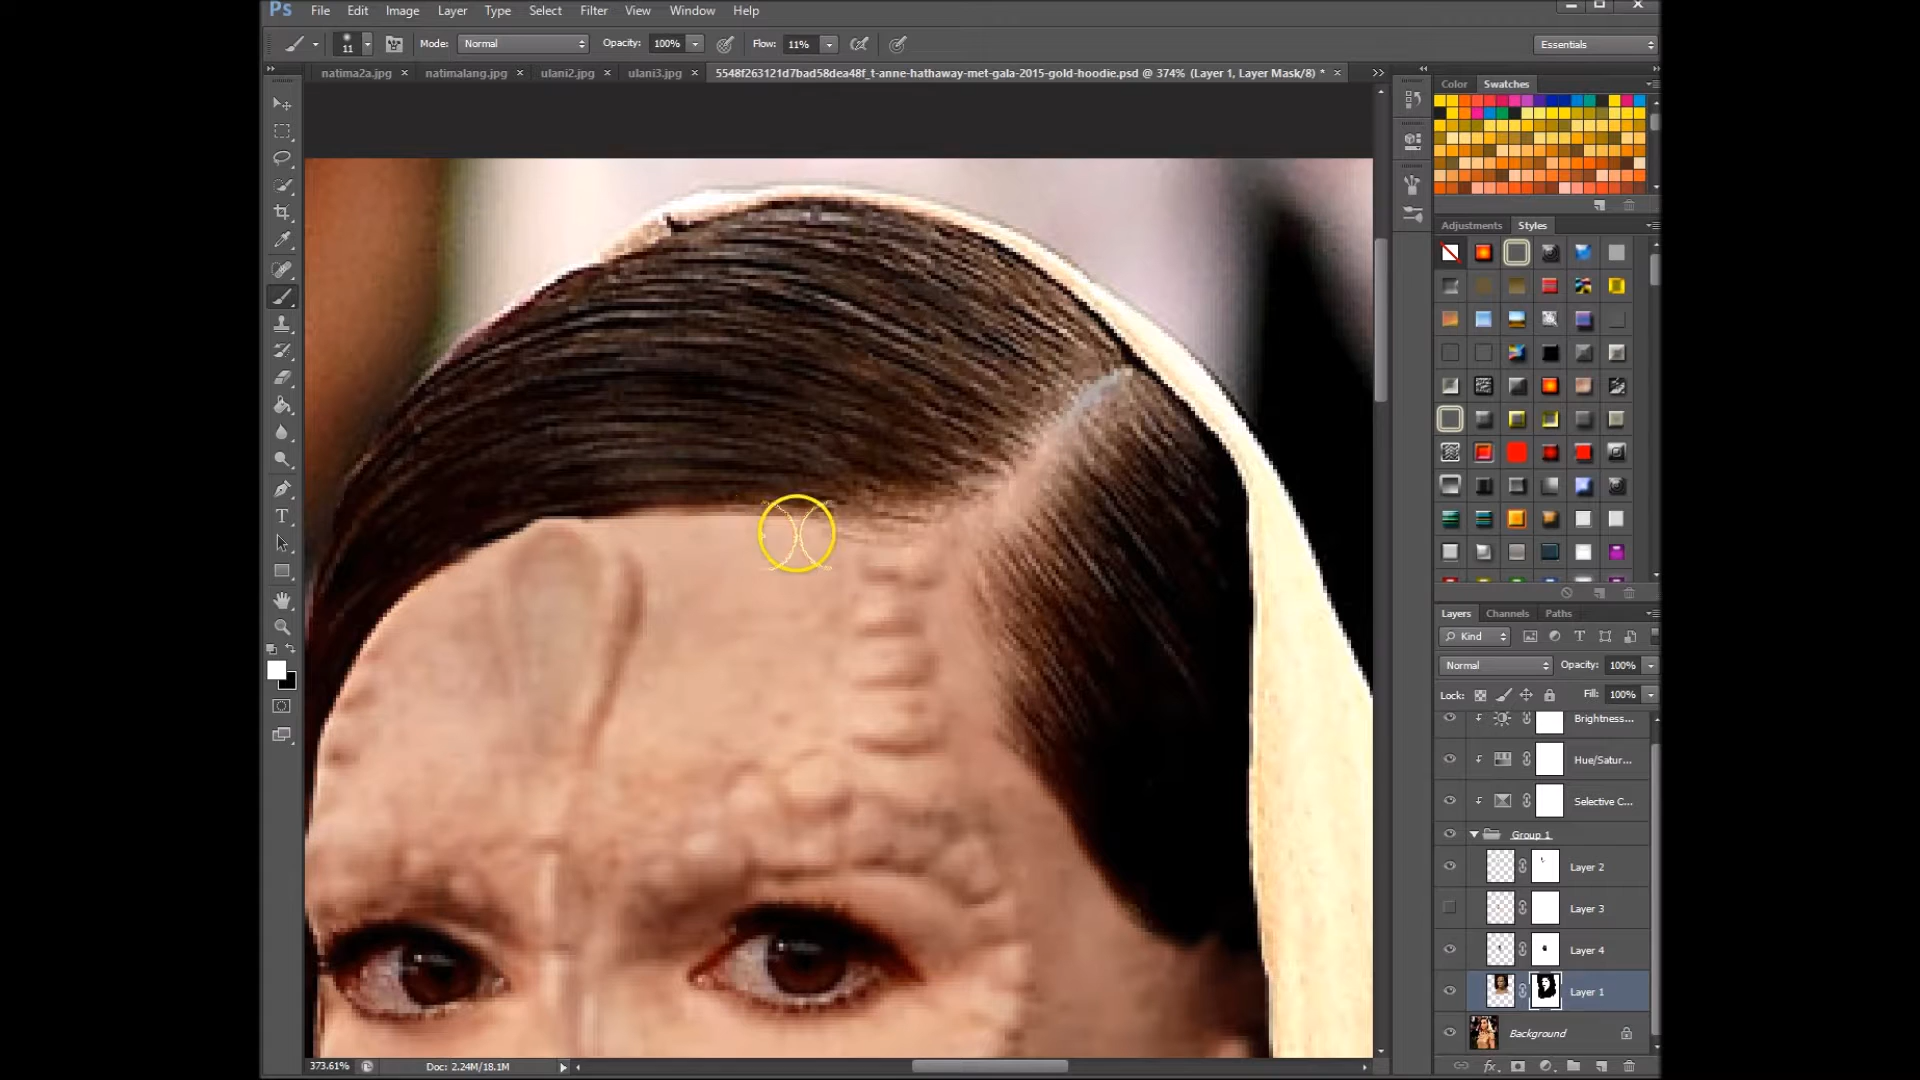 Ps File Edit Image Layer Type Select Filter View Window Help
11 Mode: Normal Opacity: 100% Flow: 11% Essentials
natima2a.jpg × natimalang.jpg × ulani2.jpg × ulani3.jpg × 5548f263121d7bad58dea48f_t-anne-hathaway-met-gala-2015-gold-hoodie.psd @ 374% (Layer 1, Layer Mask/8) * ×
Color Swatches
Adjustments Styles
Layers Channels Paths
Kind
Normal Opacity: 100%
Lock: Fill: 100%
Brightness...
Hue/Satur...
Selective C...
Group 1
Layer 2
Layer 3
Layer 4
Layer 1
Background
373.61% Doc: 2.24M/18.1M